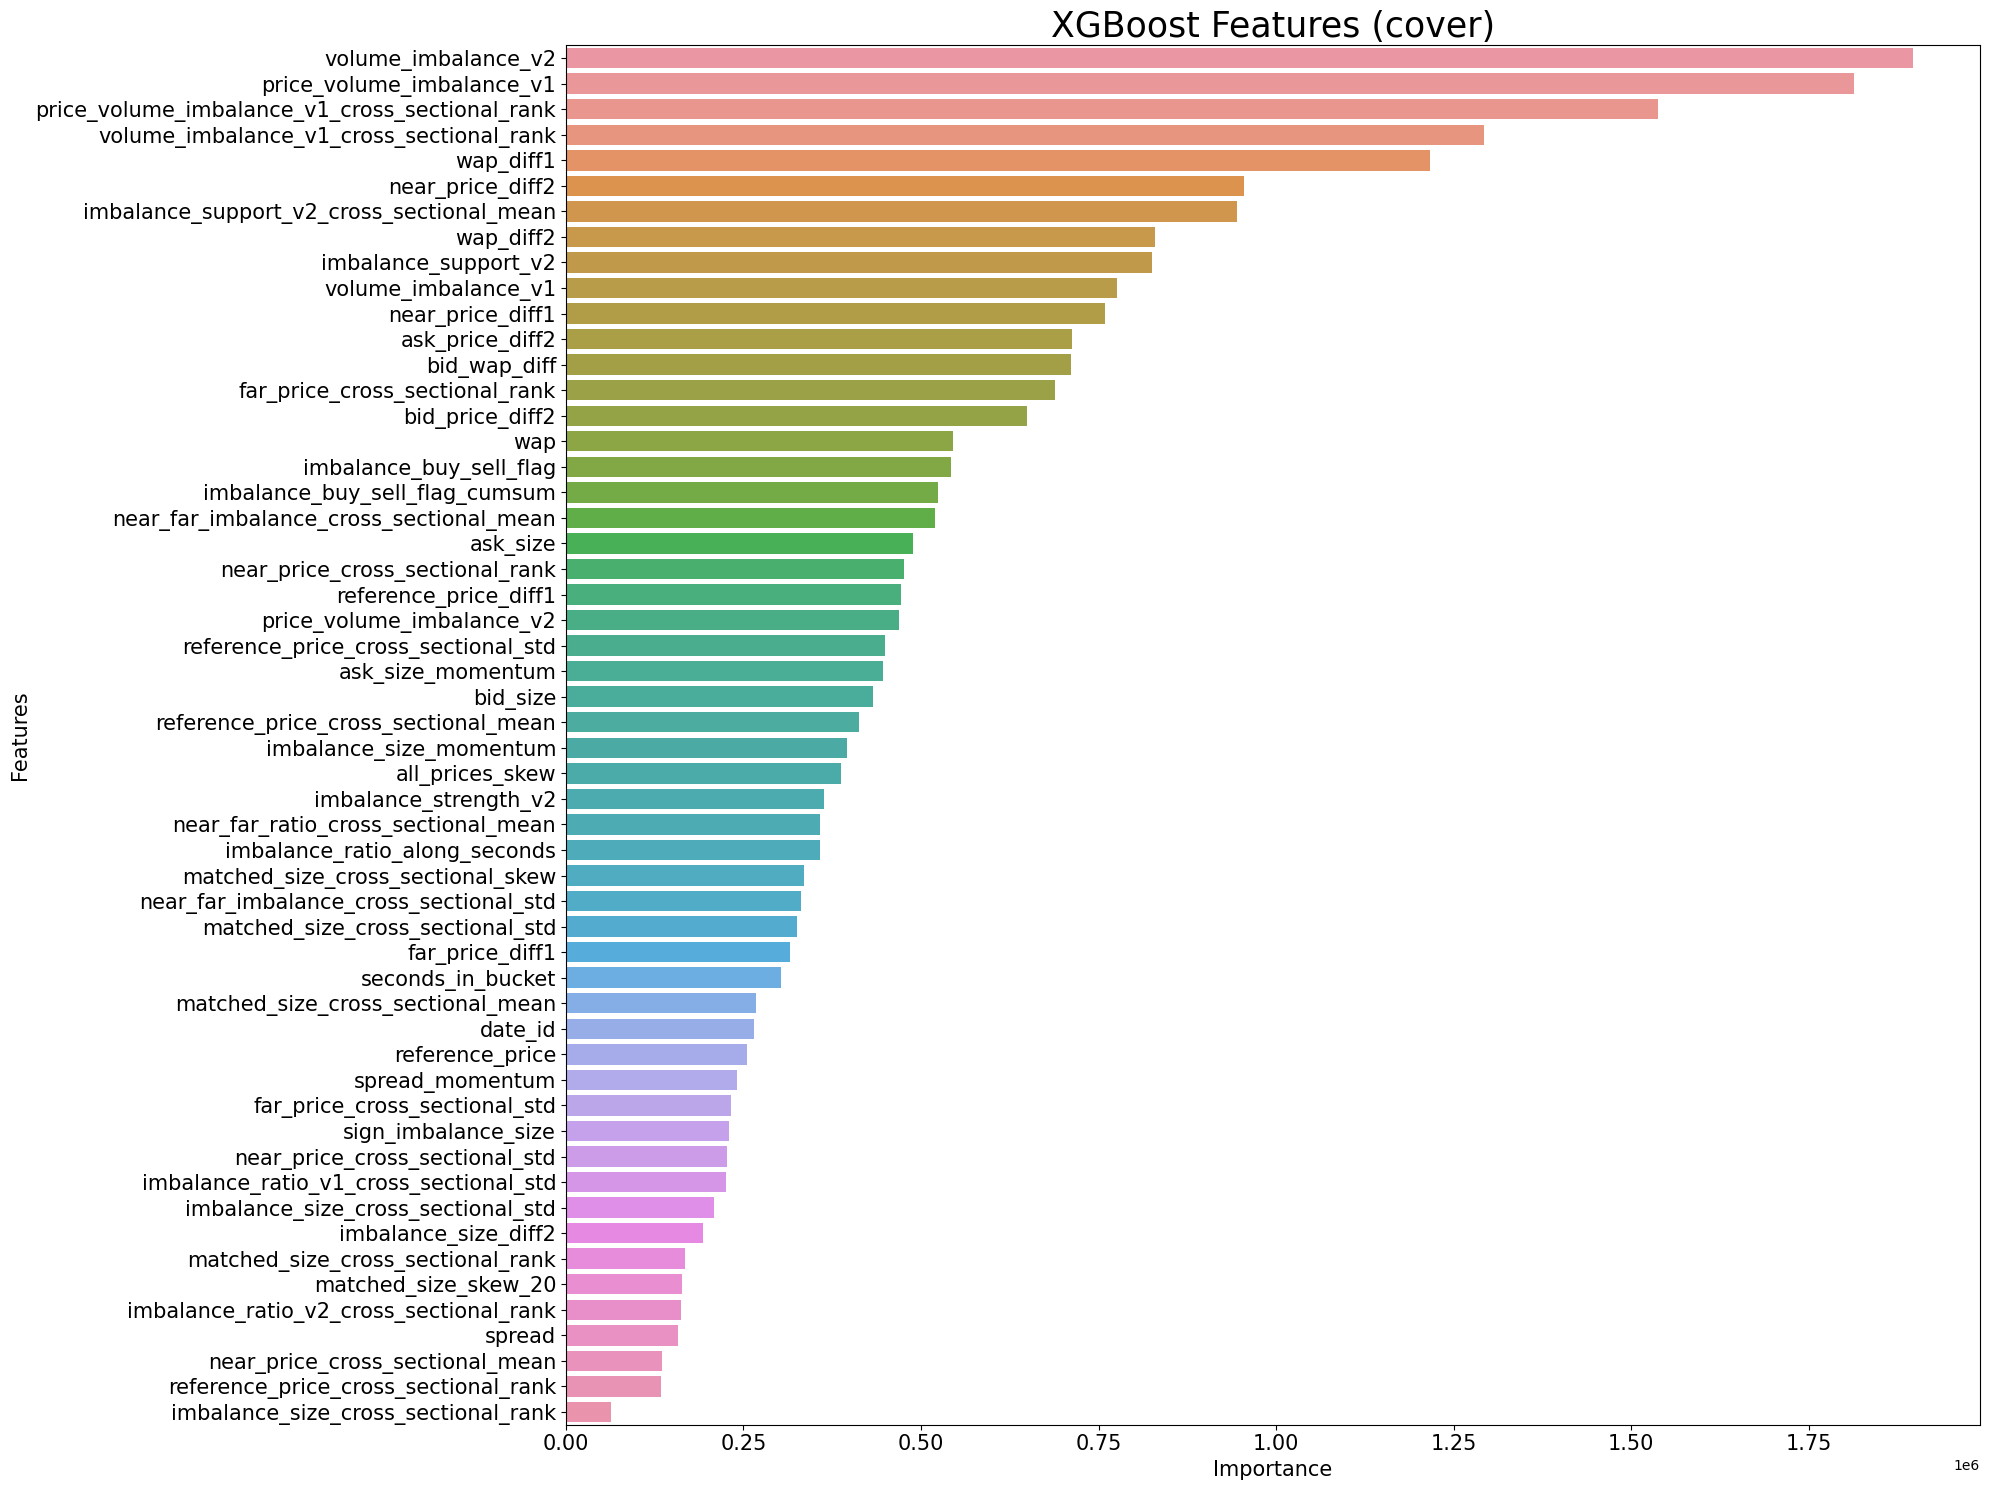 XGBoost Features (cover)
volume_imbalance_v2
price_volume_imbalance_v1
price_volume_imbalance_v1_cross_sectional_rank
volume_imbalance_v1_cross_sectional_rank
wap_diff1
near_price_diff2
imbalance_support_v2_cross_sectional_mean
wap_diff2
imbalance_support_v2
volume_imbalance_v1
near_price_diff1
ask_price_diff2
bid_wap_diff
far_price_cross_sectional_rank
bid_price_diff2
wap
imbalance_buy_sell_flag
imbalance_buy_sell_flag_cumsum
near_far_imbalance_cross_sectional_mean
ask_size
near_price_cross_sectional_rank
reference_price_diff1
price_volume_imbalance_v2
reference_price_cross_sectional_std
ask_size_momentum
bid_size
reference_price_cross_sectional_mean
imbalance_size_momentum
all_prices_skew
imbalance_strength_v2
near_far_ratio_cross_sectional_mean
imbalance_ratio_along_seconds
matched_size_cross_sectional_skew
near_far_imbalance_cross_sectional_std
matched_size_cross_sectional_std
far_price_diff1
seconds_in_bucket
matched_size_cross_sectional_mean
date_id
reference_price
spread_momentum
far_price_cross_sectional_std
sign_imbalance_size
near_price_cross_sectional_std
imbalance_ratio_v1_cross_sectional_std
imbalance_size_cross_sectional_std
imbalance_size_diff2
matched_size_cross_sectional_rank
matched_size_skew_20
imbalance_ratio_v2_cross_sectional_rank
spread
near_price_cross_sectional_mean
reference_price_cross_sectional_rank
imbalance_size_cross_sectional_rank
Features
0.00 0.25 0.50 0.75 1.00 1.25 1.50 1.75
1e6
Importance